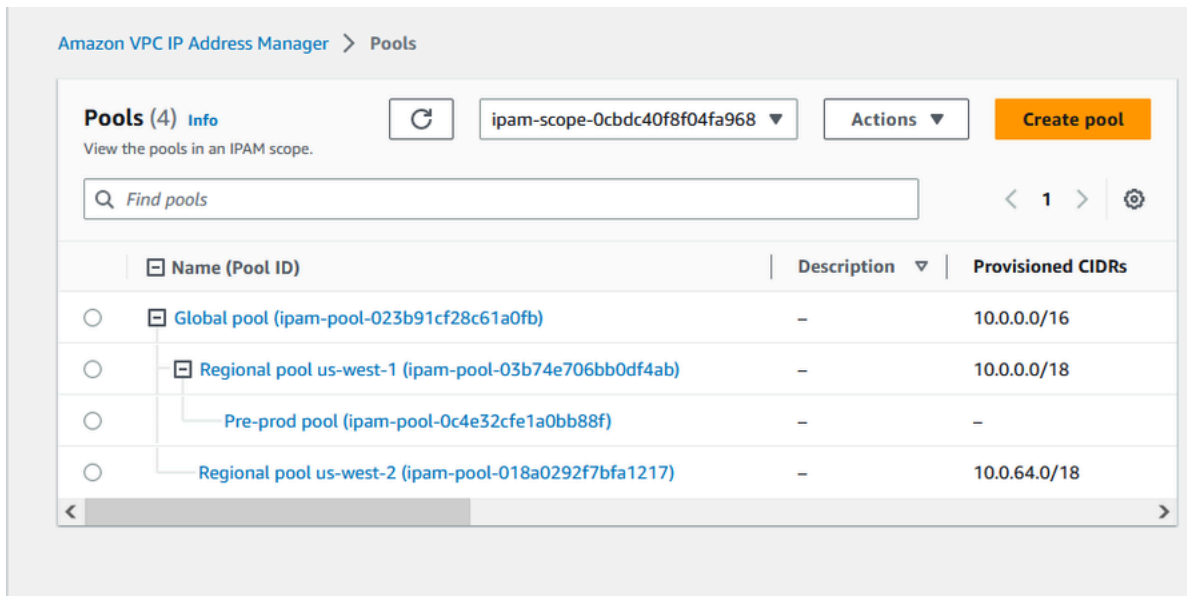 Amazon VPC IP Address Manager > Pools
Pools (4) Info
ipam-scope-0cbdc40f8f04fa968
Actions
Create pool
View the pools in an IPAM scope.
Find pools
1
Name (Pool ID)
Description
Provisioned CIDRs
Global pool (ipam-pool-023b91cf28c61a0fb) – 10.0.0.0/16
Regional pool us-west-1 (ipam-pool-03b74e706bb0df4ab) – 10.0.0.0/18
Pre-prod pool (ipam-pool-0c4e32cfe1a0bb88f) – –
Regional pool us-west-2 (ipam-pool-018a0292f7bfa1217) – 10.0.64.0/18